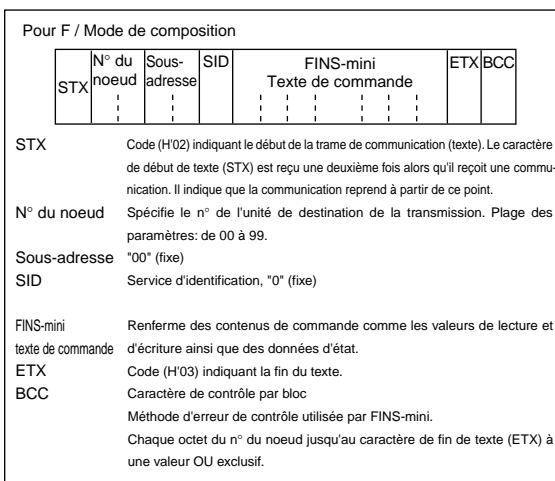 Pour F / Mode de composition
STX N° du noeud Sous-adresse SID FINS-mini Texte de commande ETX BCC
STX Code (H'02) indiquant le début de la trame de communication (texte). Le caractère
de début de texte (STX) est reçu une deuxième fois alors qu'il reçoit une commu-
nication. Il indique que la communication reprend à partir de ce point.
N° du noeud Spécifie le n° de l'unité de destination de la transmission. Plage des
paramètres: de 00 à 99.
Sous-adresse "00" (fixe)
SID Service d'identification, "0" (fixe)
FINS-mini Renferme des contenus de commande comme les valeurs de lecture et
texte de commande d'écriture ainsi que des données d'état.
ETX Code (H'03) indiquant la fin du texte.
BCC Caractère de contrôle par bloc
Méthode d'erreur de contrôle utilisée par FINS-mini.
Chaque octet du n° du noeud jusqu'au caractère de fin de texte (ETX) à
une valeur OU exclusif.